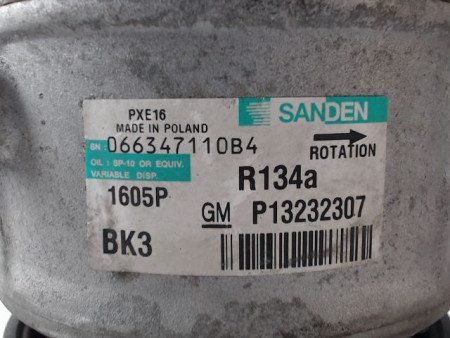 PXE16
MADE IN POLAND
SANDEN
SN 066347110B4
ROTATION
OIL : SP-10 OR EQUIV.
VARIABLE DISP.
R134a
1605P
GM P13232307
BK3